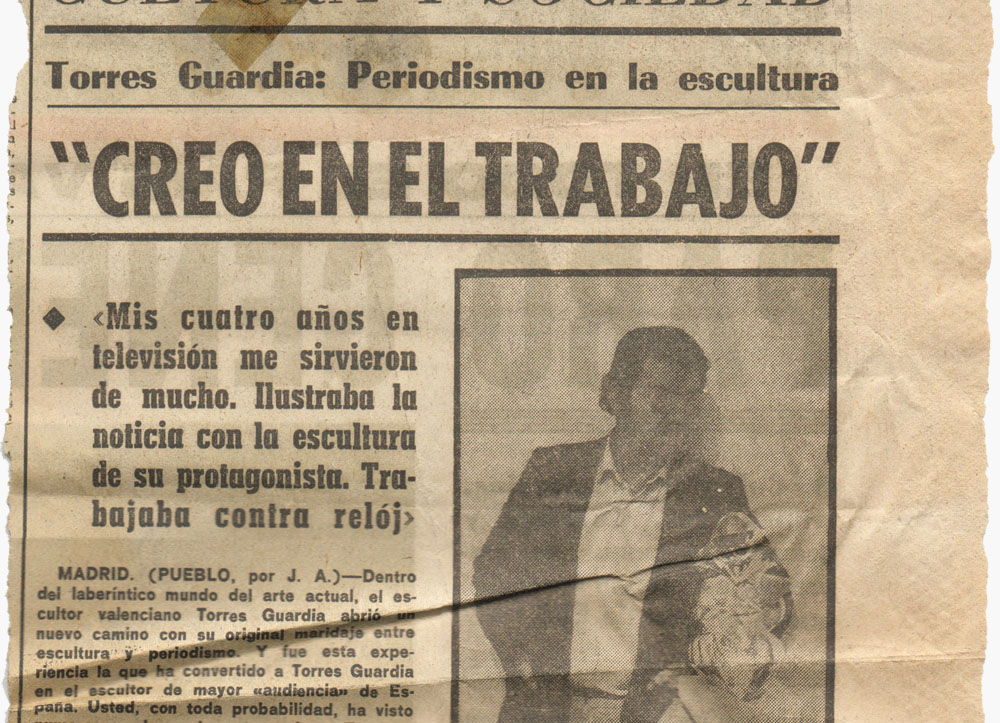 CULTURA Y SOCIEDAD
Torres Guardia: Periodismo en la escultura
"CREO EN EL TRABAJO"
◆ «Mis cuatro años en
televisión me sirvieron
de mucho. Ilustraba la
noticia con la escultura
de su protagonista. Tra-
bajaba contra relój»
MADRID. (PUEBLO, por J. A.)—Dentro
del laberíntico mundo del arte actual, el es-
cultor valenciano Torres Guardia abrió un
nuevo camino con su original maridaje entre
escultura y periodismo. Y fue esta expe-
riencia la que ha convertido a Torres Guardia
en el escultor de mayor «audiencia» de Es-
paña. Usted, con toda probabilidad, ha visto